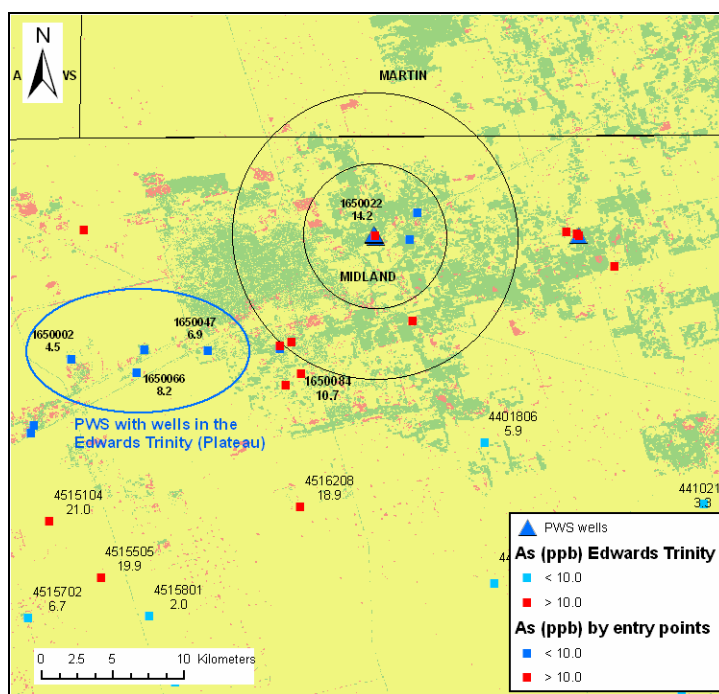 N
MARTIN
1650022
14.2
MIDLAND
1650002
4.5
1650047
6.9
1650066
8.2
PWS with wells in the
Edwards Trinity (Plateau)
1650084
10.7
4401806
5.9
4515104
21.0
4516208
18.9
4515505
19.9
4515702
6.7
4515801
2.0
0 2.5 5 10 Kilometers
PWS wells
As (ppb) Edwards Trinity
< 10.0
> 10.0
As (ppb) by entry points
< 10.0
> 10.0